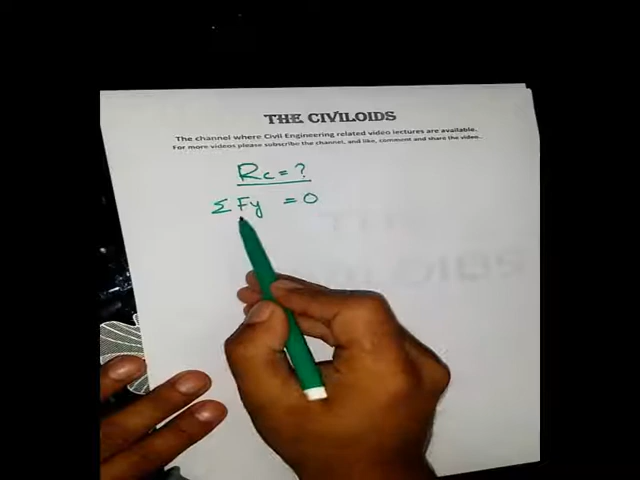 THE CIVILOIDS
The channel where Civil Engineering related video lectures are available.
For more videos please subscribe the channel, and like, comment and share the video.
Rc = ?
Σ Fy = 0